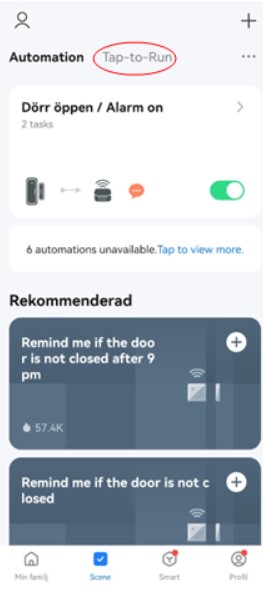 Automation Tap-to-Run
Dörr öppen / Alarm on
2 tasks
6 automations unavailable.Tap to view more.
Rekommenderad
Remind me if the doo
r is not closed after 9
pm
57.4K
Remind me if the door is not c
losed
Min familj Scene Smart Profil